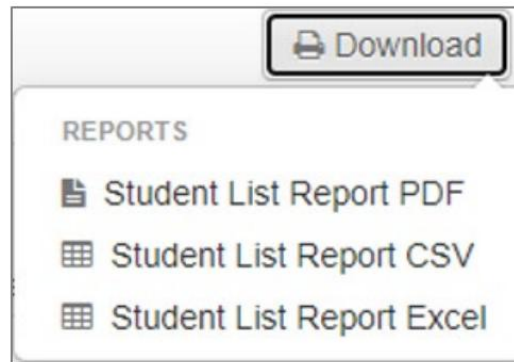 Download
REPORTS
Student List Report PDF
Student List Report CSV
Student List Report Excel